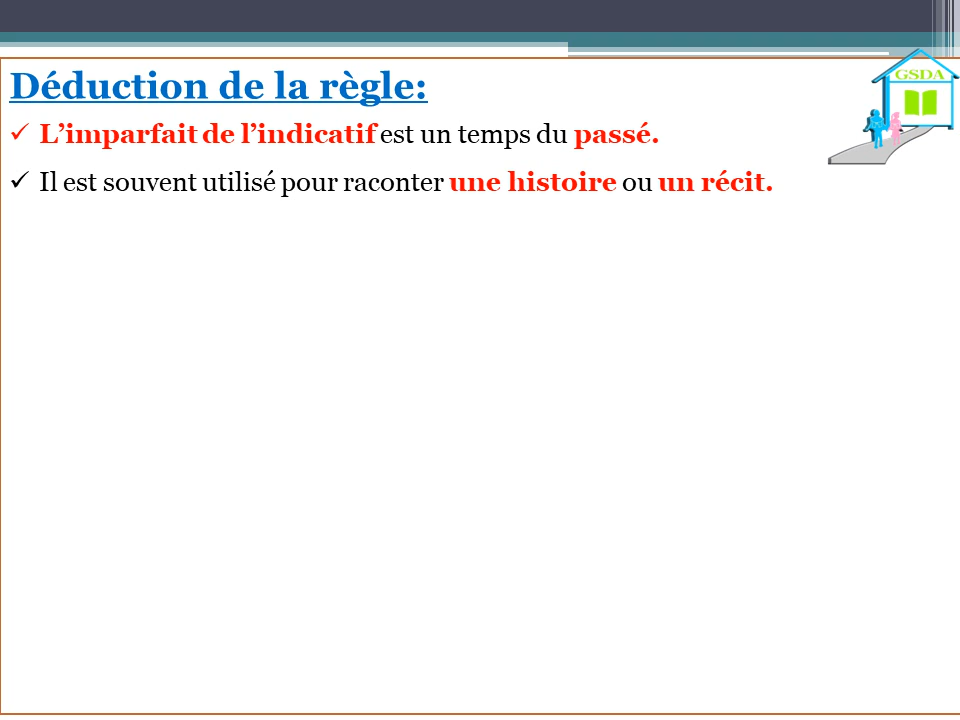 GSDA
Déduction de la règle:
✓ L’imparfait de l’indicatif est un temps du passé.
✓ Il est souvent utilisé pour raconter une histoire ou un récit.